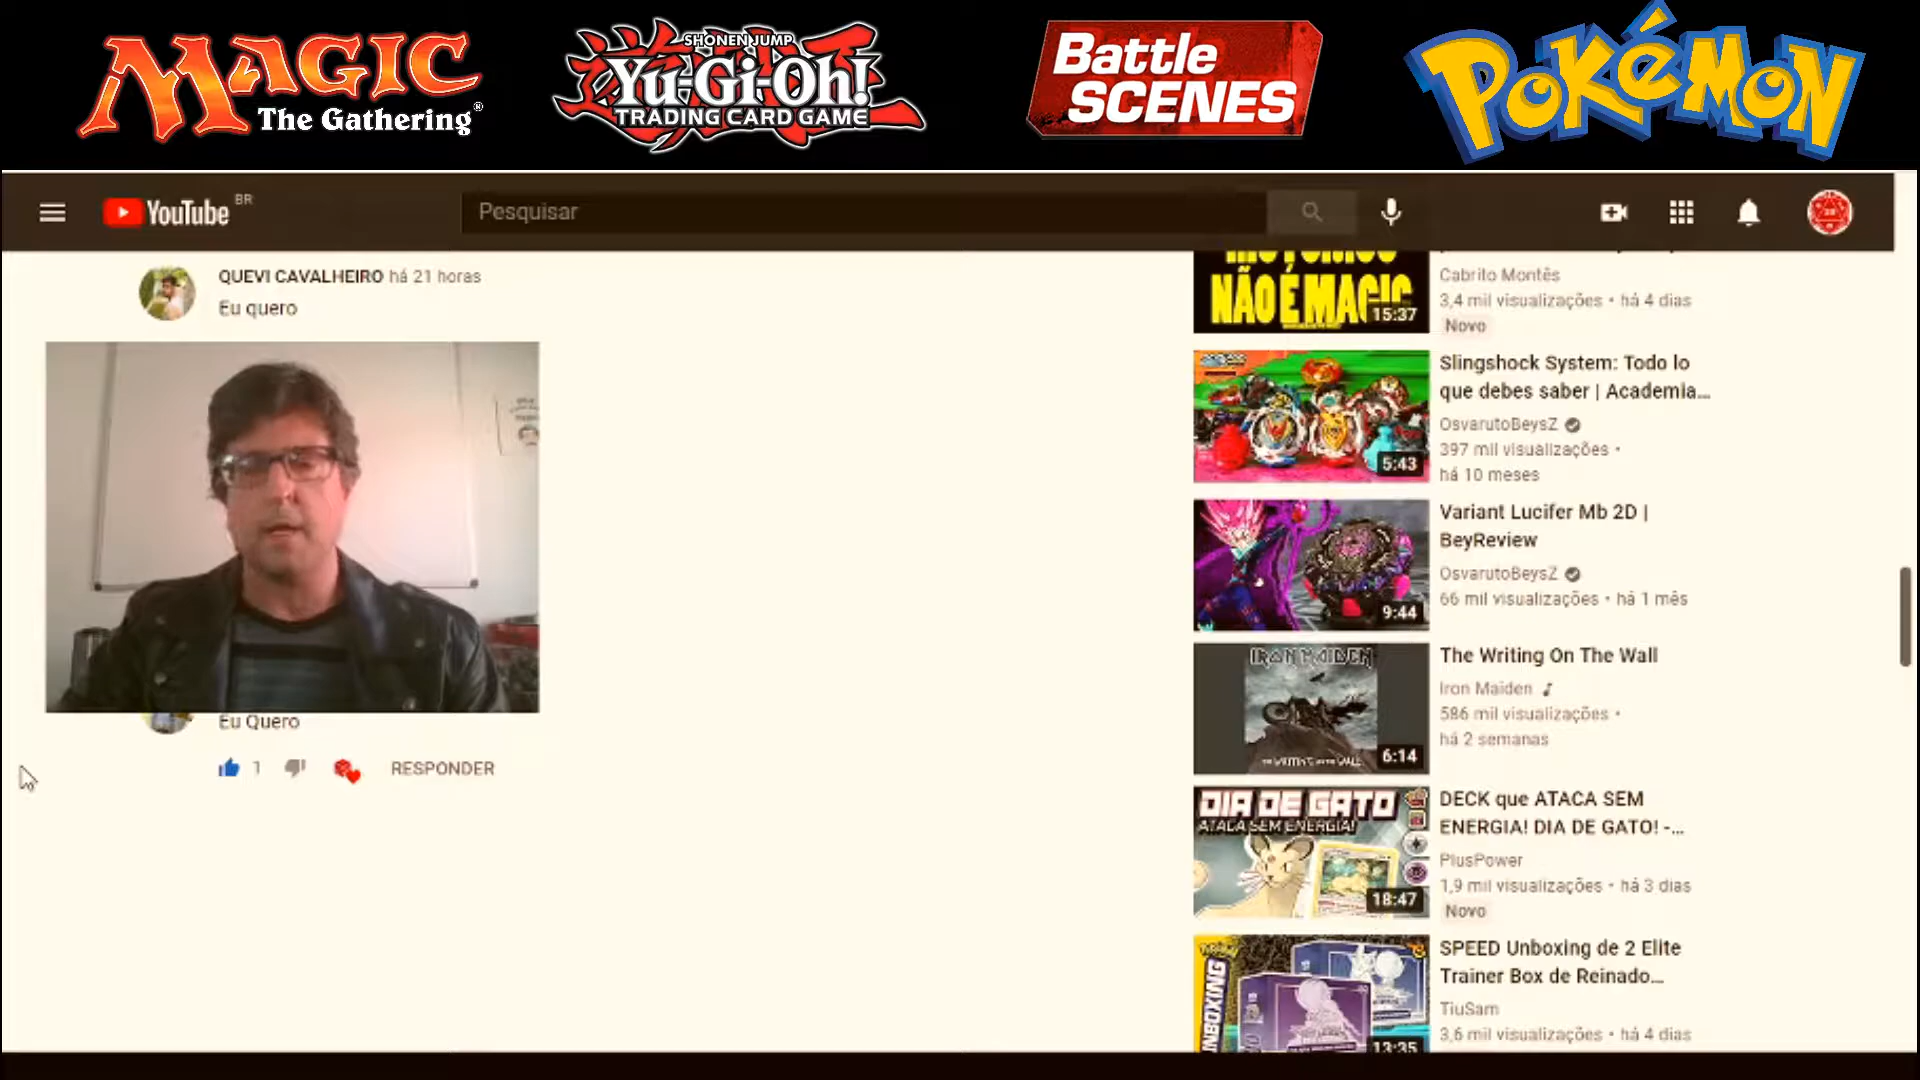 MAGIC
The Gathering®
SHONEN JUMP
Yu-Gi-Oh!
TRADING CARD GAME
Battle
SCENES
POKéMON
YouTube BR
Pesquisar
QUEVI CAVALHEIRO há 21 horas
Eu quero
Eu Quero
1
RESPONDER
NÃO É MAGIC
15:37
Cabrito Montês
3,4 mil visualizações • há 4 dias
Novo
5:43
Slingshock System: Todo lo
que debes saber | Academia...
OsvarutoBeysZ
397 mil visualizações •
há 10 meses
9:44
Variant Lucifer Mb 2D |
BeyReview
OsvarutoBeysZ
66 mil visualizações • há 1 mês
IRON MAIDEN
THE WRITING ON THE WALL
6:14
The Writing On The Wall
Iron Maiden
586 mil visualizações •
há 2 semanas
DIA DE GATO
ATACA SEM ENERGIA!
18:47
DECK que ATACA SEM
ENERGIA! DIA DE GATO! -...
PlusPower
1,9 mil visualizações • há 3 dias
Novo
UNBOXING
13:35
SPEED Unboxing de 2 Elite
Trainer Box de Reinado...
TiuSam
3,6 mil visualizações • há 4 dias